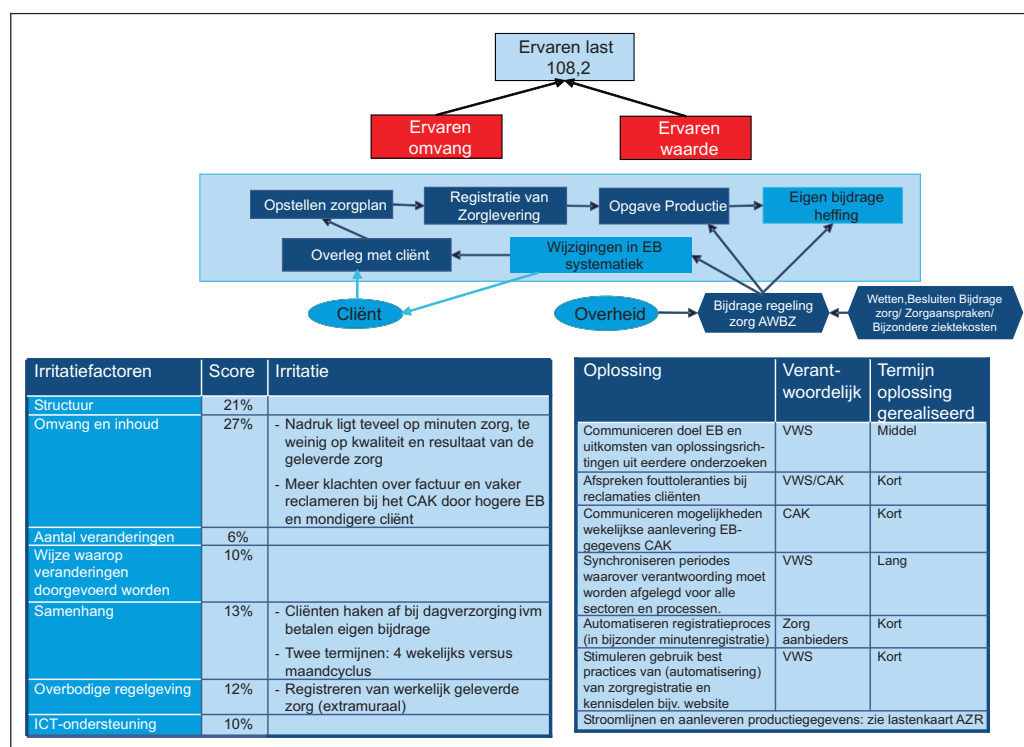 Ervaren last
108,2
Ervaren
omvang
Ervaren
waarde
Opstellen zorgplan
Registratie van
Zorglevering
Opgave Productie
Eigen bijdrage
heffing
Overleg met cliënt
Wijzigingen in EB
systematiek
Cliënt
Overheid
Bijdrage regeling
zorg AWBZ
Wetten,Besluiten Bijdrage
zorg/ Zorgaanspraken/
Bijzondere ziektekosten
Irritatiefactoren Score Irritatie
Structuur 21%
Omvang en inhoud 27% - Nadruk ligt teveel op minuten zorg, te
weinig op kwaliteit en resultaat van de
geleverde zorg
- Meer klachten over factuur en vaker
reclameren bij het CAK door hogere EB
en mondigere cliënt
Aantal veranderingen 6%
Wijze waarop 10%
veranderingen
doorgevoerd worden
Samenhang 13% - Cliënten haken af bij dagverzorging ivm
betalen eigen bijdrage
- Twee termijnen: 4 wekelijks versus
maandcyclus
Overbodige regelgeving 12% - Registreren van werkelijk geleverde
zorg (extramuraal)
ICT-ondersteuning 10%
Oplossing Verant- Termijn
woordelijk oplossing
gerealiseerd
Communiceren doel EB en VWS Middel
uitkomsten van oplossingsrich-
tingen uit eerdere onderzoeken
Afspreken fouttoleranties bij VWS/CAK Kort
reclamaties cliënten
Communiceren mogelijkheden CAK Kort
wekelijkse aanlevering EB-
gegevens CAK
Synchroniseren periodes VWS Lang
waarover verantwoording moet
worden afgelegd voor alle
sectoren en processen.
Automatiseren registratieproces Zorg Kort
(in bijzonder minutenregistratie) aanbieders
Stimuleren gebruik best VWS Kort
practices van (automatisering)
van zorgregistratie en
kennisdelen bijv. website
Stroomlijnen en aanleveren productiegegevens: zie lastenkaart AZR